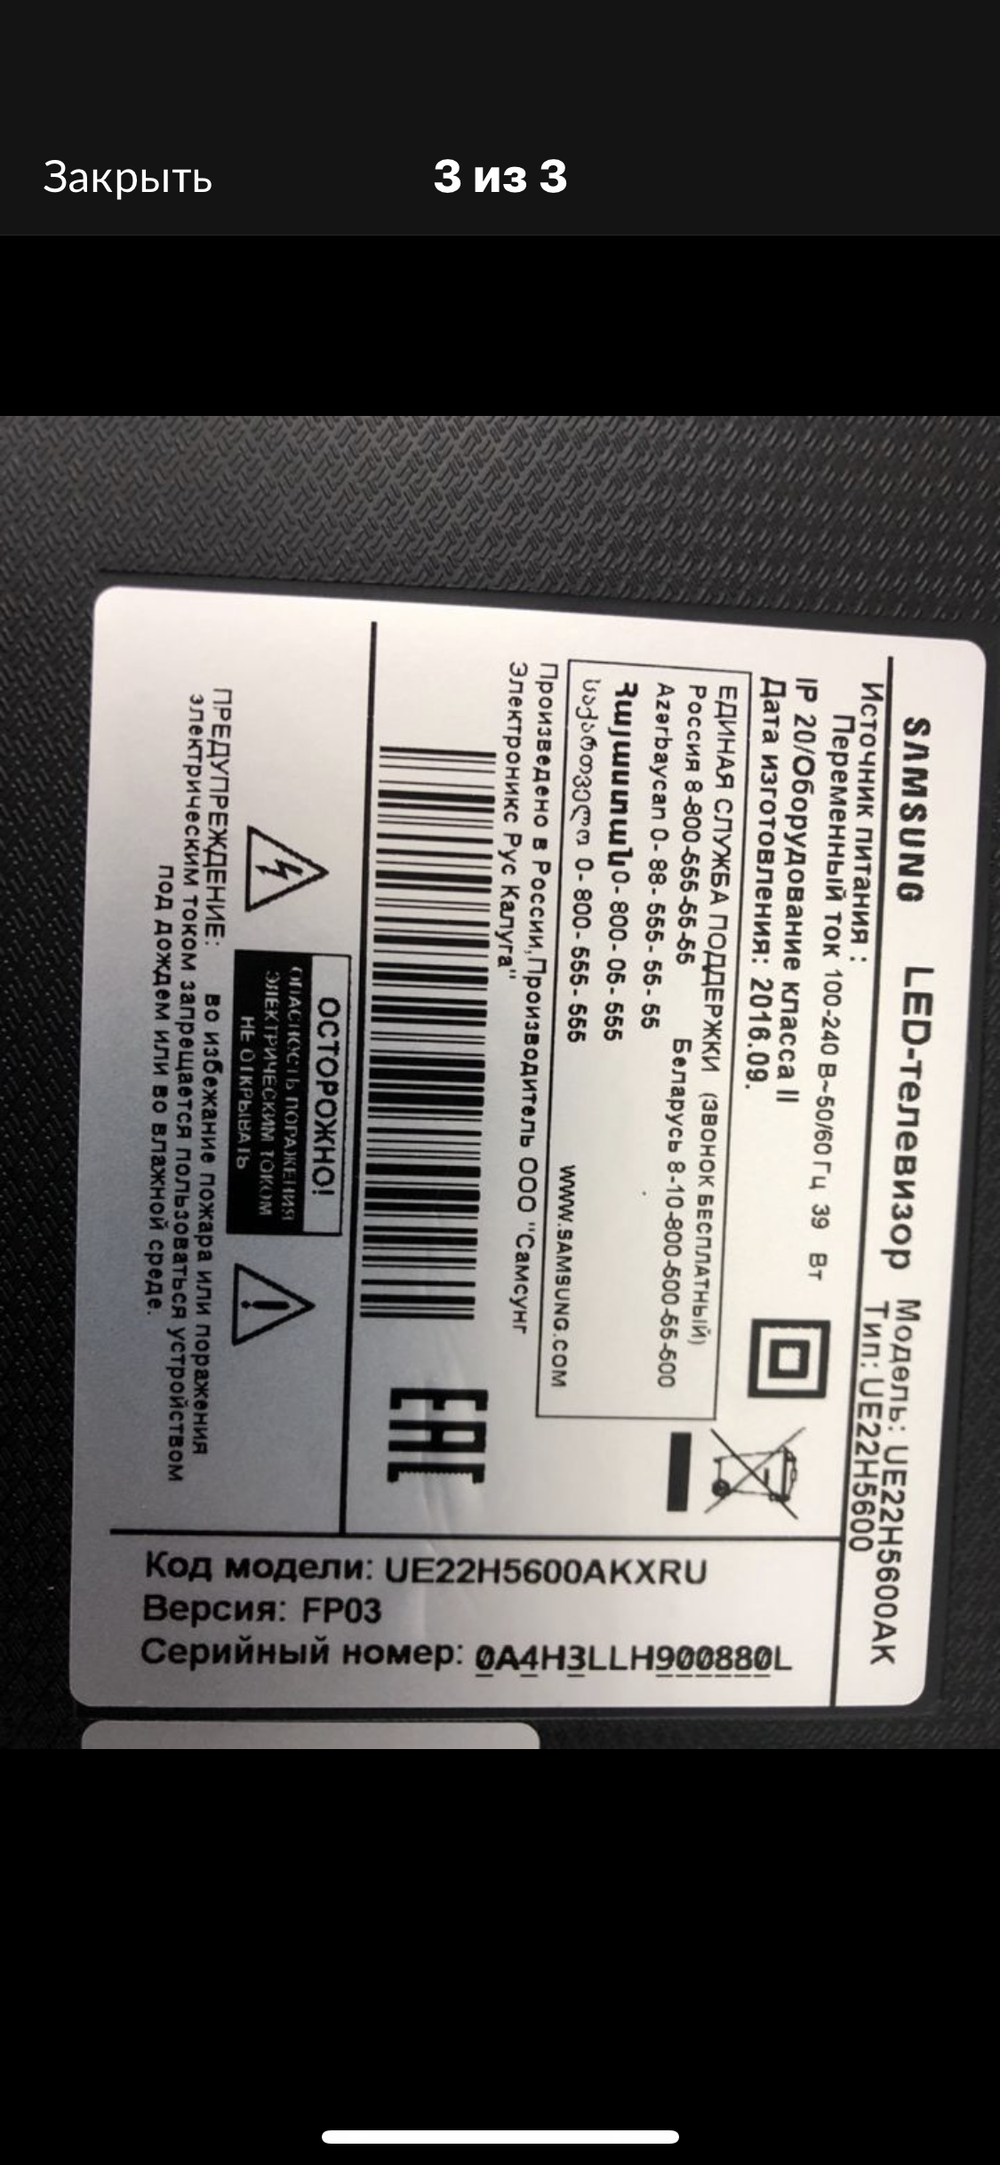 Закрыть
3 из 3
SAMSUNG LED-телевизор Модель: UE22H5600AK
Тип: UE22H5600
Источник питания :
Переменный ток 100-240 В~50/60 Гц 39 Вт
IP 20/Оборудование класса II
Дата изготовления: 2016.09.
ЕДИНАЯ СЛУЖБА ПОДДЕРЖКИ (ЗВОНОК БЕСПЛАТНЫЙ)
Россия 8-800-555-55-55 Беларусь 8-10-800-500-55-500
Azərbaycan 0- 88- 555- 55- 55
Հայաստան 0- 800- 05- 555
საქართველო 0- 800- 555- 555 WWW.SAMSUNG.COM
Произведено в России,Производитель ООО "Самсунг
Электроникс Рус Калуга"
EAC
ОСТОРОЖНО!
ОПАСНОСТЬ ПОРАЖЕНИЯ
ЭЛЕКТРИЧЕСКИМ ТОКОМ
НЕ ОТКРЫВАТЬ
ПРЕДУПРЕЖДЕНИЕ: во избежание пожара или поражения
электрическим током запрещается пользоваться устройством
под дождем или во влажной среде.
Код модели: UE22H5600AKXRU
Версия: FP03
Серийный номер: 0A4H3LLH900880L